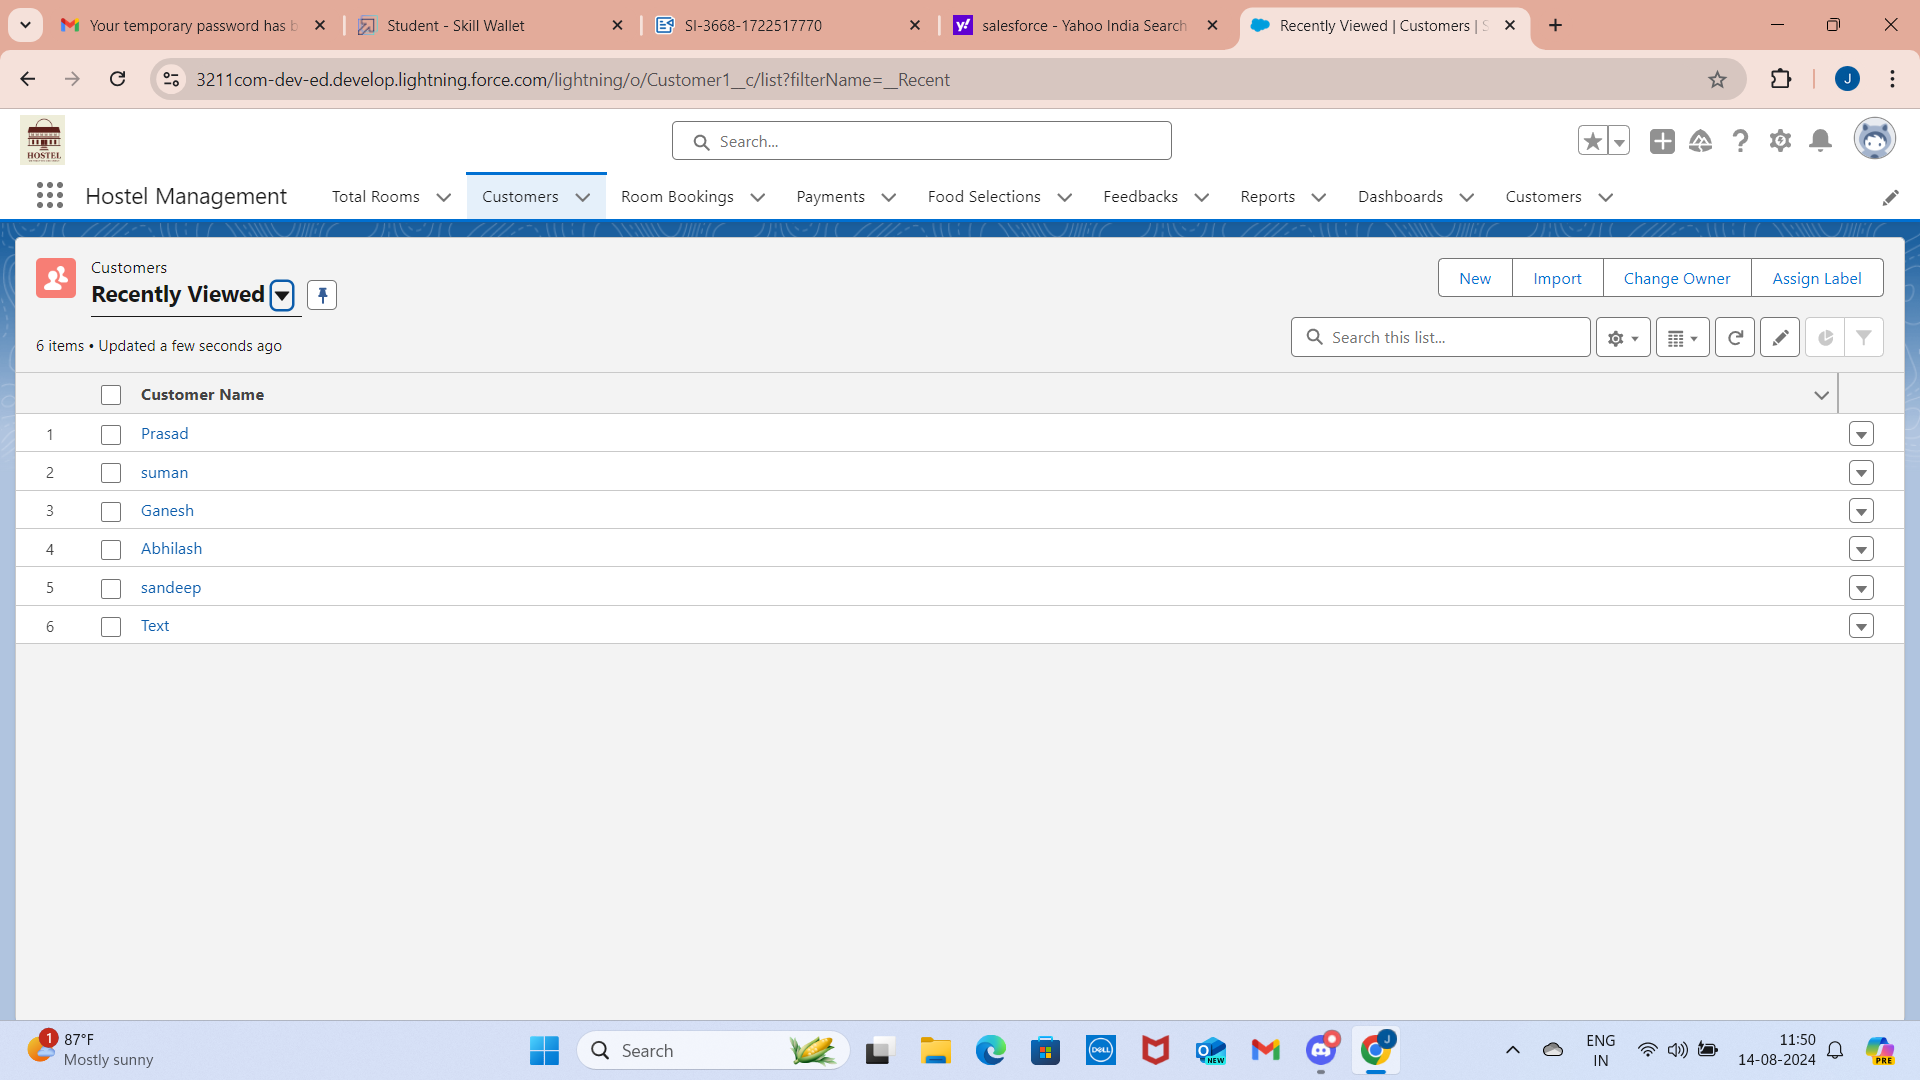 Your temporary password has b
Student - Skill Wallet
SI-3668-1722517770
salesforce - Yahoo India Search
Recently Viewed | Customers | S
3211com-dev-ed.develop.lightning.force.com/lightning/o/Customer1__c/list?filterName=__Recent
J
HOSTEL
Search...
Hostel Management
Total Rooms
Customers
Room Bookings
Payments
Food Selections
Feedbacks
Reports
Dashboards
Customers
Customers
Recently Viewed
New
Import
Change Owner
Assign Label
6 items • Updated a few seconds ago
Search this list...
Customer Name
1 Prasad
2 suman
3 Ganesh
4 Abhilash
5 sandeep
6 Text
1
87°F
Mostly sunny
Search
DELL
NEW
J
ENG
IN
11:50
14-08-2024
PRE